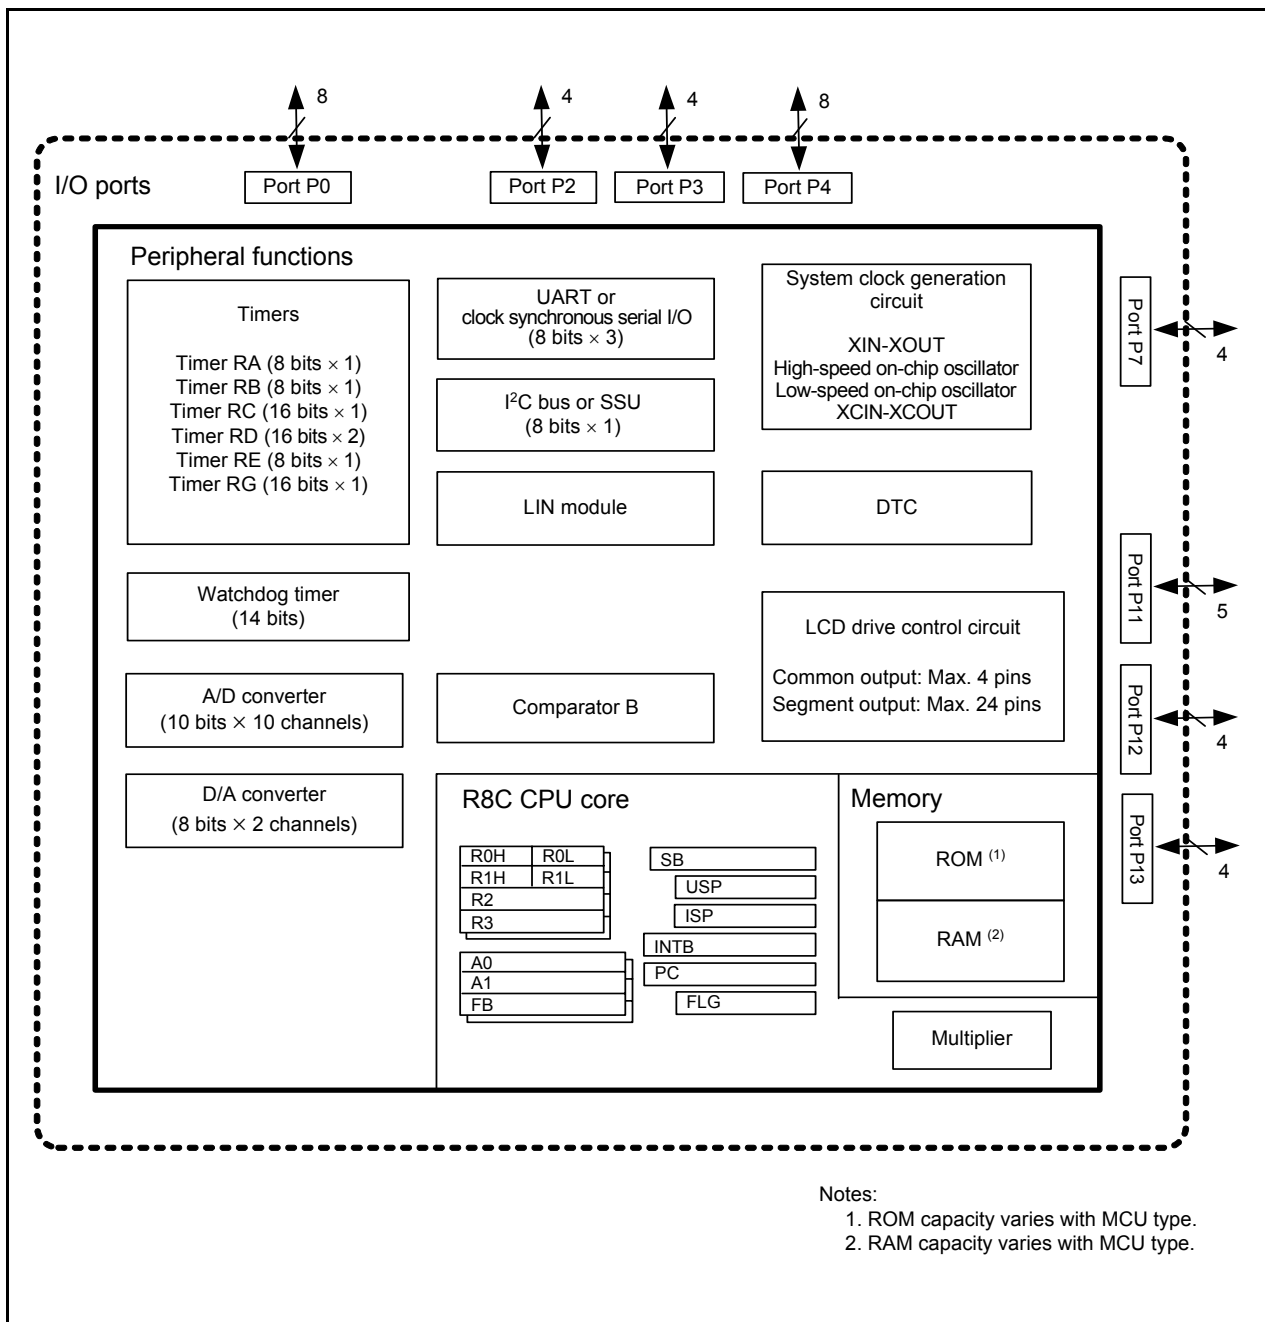 8
4
4
8
I/O ports
Port P0
Port P2
Port P3
Port P4
Peripheral functions
Timers
Timer RA (8 bits × 1)
Timer RB (8 bits × 1)
Timer RC (16 bits × 1)
Timer RD (16 bits × 2)
Timer RE (8 bits × 1)
Timer RG (16 bits × 1)
UART or
clock synchronous serial I/O
(8 bits × 3)
I²C bus or SSU
(8 bits × 1)
LIN module
System clock generation
circuit
XIN-XOUT
High-speed on-chip oscillator
Low-speed on-chip oscillator
XCIN-XCOUT
DTC
Watchdog timer
(14 bits)
LCD drive control circuit
Common output: Max. 4 pins
Segment output: Max. 24 pins
A/D converter
(10 bits × 10 channels)
Comparator B
D/A converter
(8 bits × 2 channels)
R8C CPU core
R0H R0L
R1H R1L
R2
R3
A0
A1
FB
SB
USP
ISP
INTB
PC
FLG
Memory
ROM (1)
RAM (2)
Multiplier
Port P7
4
Port P11
5
Port P12
4
Port P13
4
Notes:
1. ROM capacity varies with MCU type.
2. RAM capacity varies with MCU type.